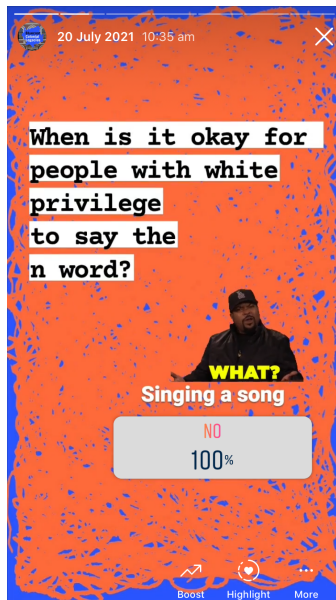 20 July 2021 10:35 am
When is it okay for
people with white
privilege
to say the
n word?
WHAT?
Singing a song
NO
100%
Boost Highlight More